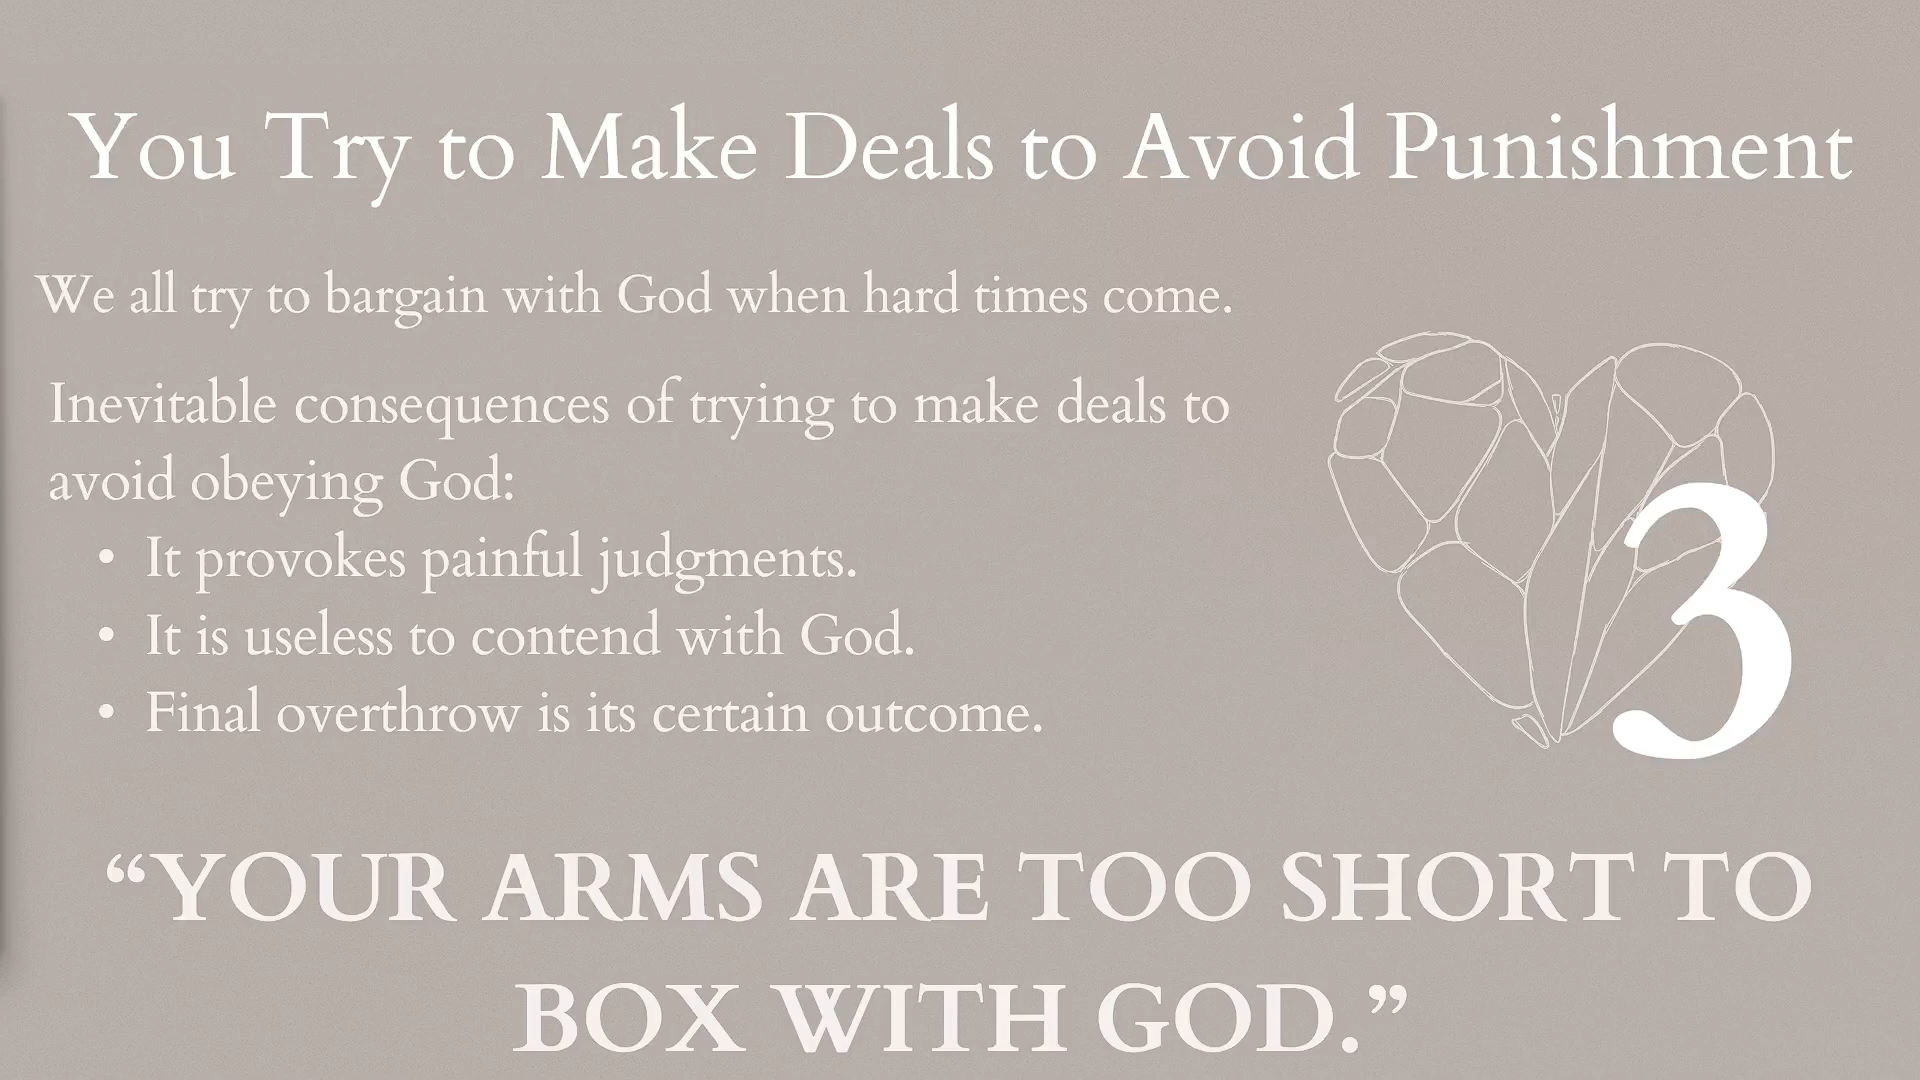 You Try to Make Deals to Avoid Punishment
We all try to bargain with God when hard times come.
Inevitable consequences of trying to make deals to
avoid obeying God:
• It provokes painful judgments.
• It is useless to contend with God.
• Final overthrow is its certain outcome.
3
“YOUR ARMS ARE TOO SHORT TO
BOX WITH GOD.”